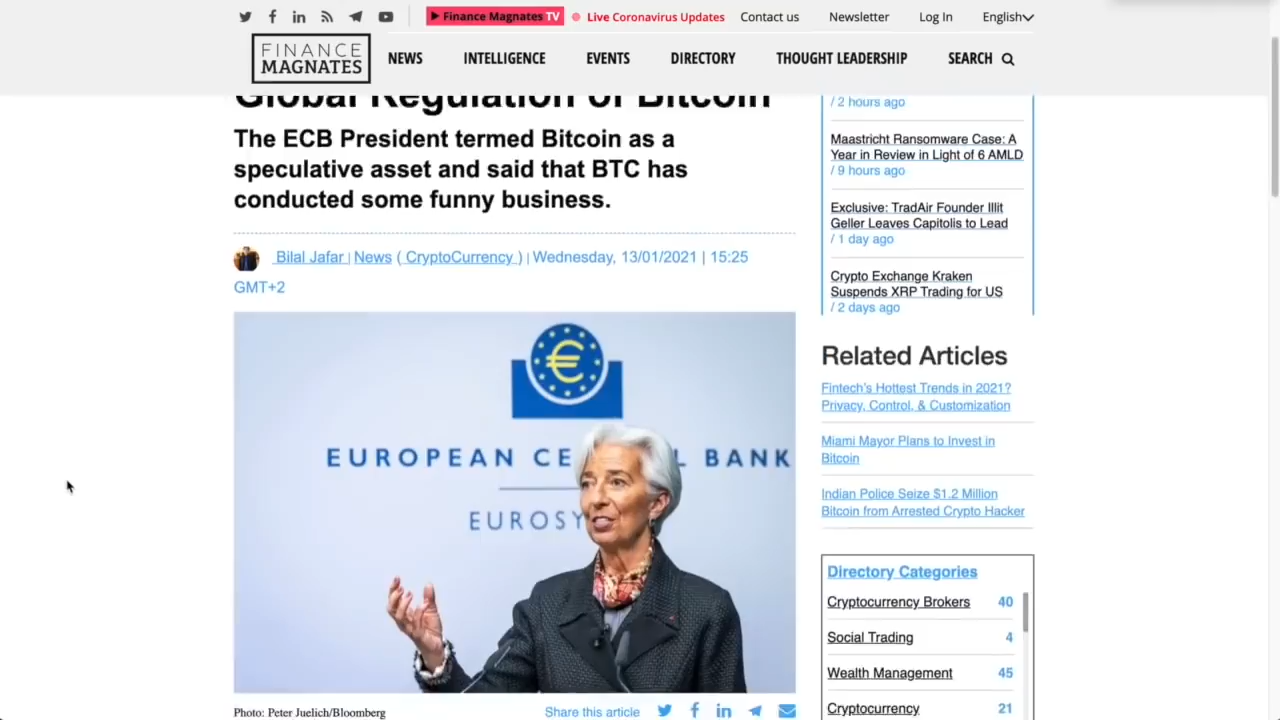 Finance Magnates TV
Live Coronavirus Updates
Contact us
Newsletter
Log In
English
FINANCE
MAGNATES
NEWS
INTELLIGENCE
EVENTS
DIRECTORY
THOUGHT LEADERSHIP
SEARCH
Global Regulation of Bitcoin
The ECB President termed Bitcoin as a
speculative asset and said that BTC has
conducted some funny business.
Bilal Jafar | News ( CryptoCurrency ) | Wednesday, 13/01/2021 | 15:25
GMT+2
EUROPEAN CE L BANK
EUROSY
Photo: Peter Juelich/Bloomberg
Share this article
/ 2 hours ago
Maastricht Ransomware Case: A
Year in Review in Light of 6 AMLD
/ 9 hours ago
Exclusive: TradAir Founder Illit
Geller Leaves Capitolis to Lead
/ 1 day ago
Crypto Exchange Kraken
Suspends XRP Trading for US
/ 2 days ago
Related Articles
Fintech's Hottest Trends in 2021?
Privacy, Control, & Customization
Miami Mayor Plans to Invest in
Bitcoin
Indian Police Seize $1.2 Million
Bitcoin from Arrested Crypto Hacker
Directory Categories
Cryptocurrency Brokers 40
Social Trading 4
Wealth Management 45
Cryptocurrency 21